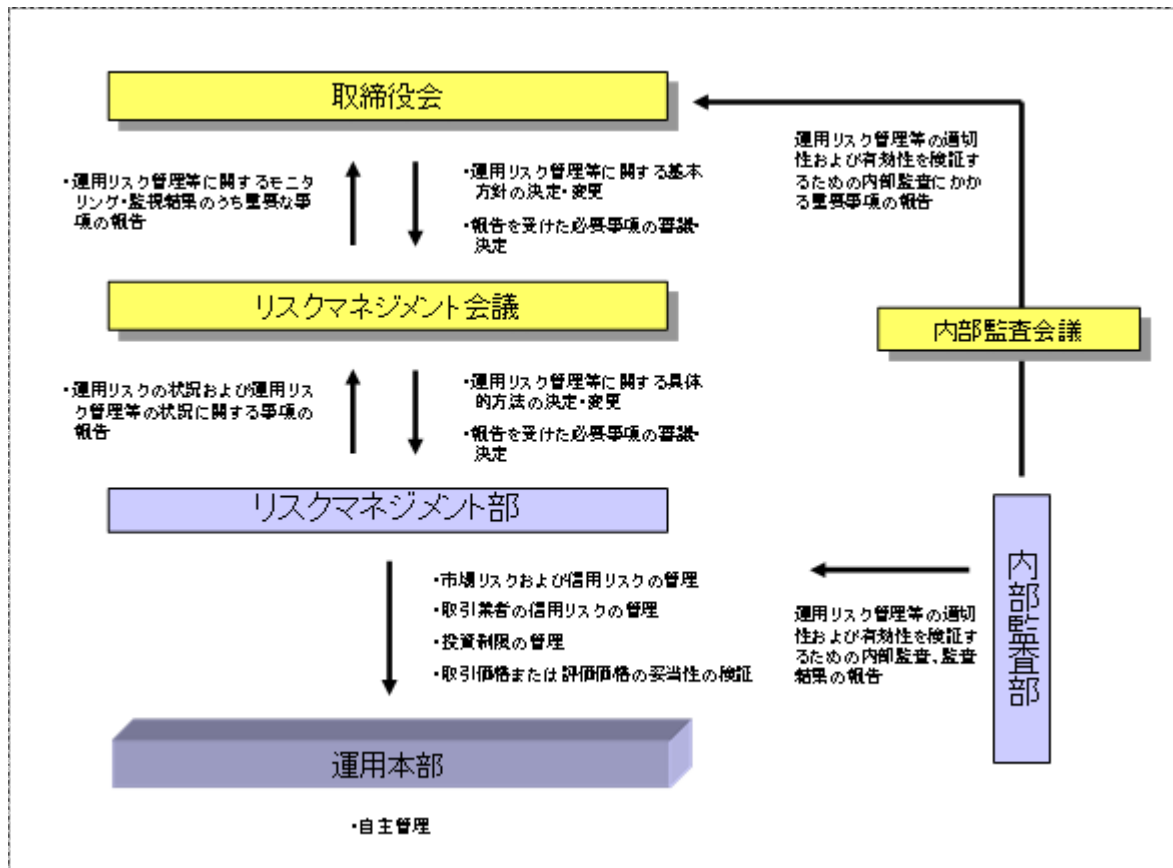 取締役会
・運用リスク管理等に関するモニタ
リング・監視結果のうち重要な事
項の報告
・運用リスク管理等に関する基本
方針の決定・変更
・報告を受けた必要事項の審議・
決定
運用リスク管理等の適切
性および有効性を検証す
るための内部監査にかか
る重要事項の報告
リスクマネジメント会議
内部監査会議
・運用リスクの状況および運用リス
ク管理等の状況に関する事項の
報告
・運用リスク管理等に関する具体
的方法の決定・変更
・報告を受けた必要事項の審議・
決定
リスクマネジメント部
内部監査部
・市場リスクおよび信用リスクの管理
・取引業者の信用リスクの管理
・投資制限の管理
・取引価格または評価価格の妥当性の検証
運用リスク管理等の適切
性および有効性を検証す
るための内部監査、監査
結果の報告
運用本部
・自主管理